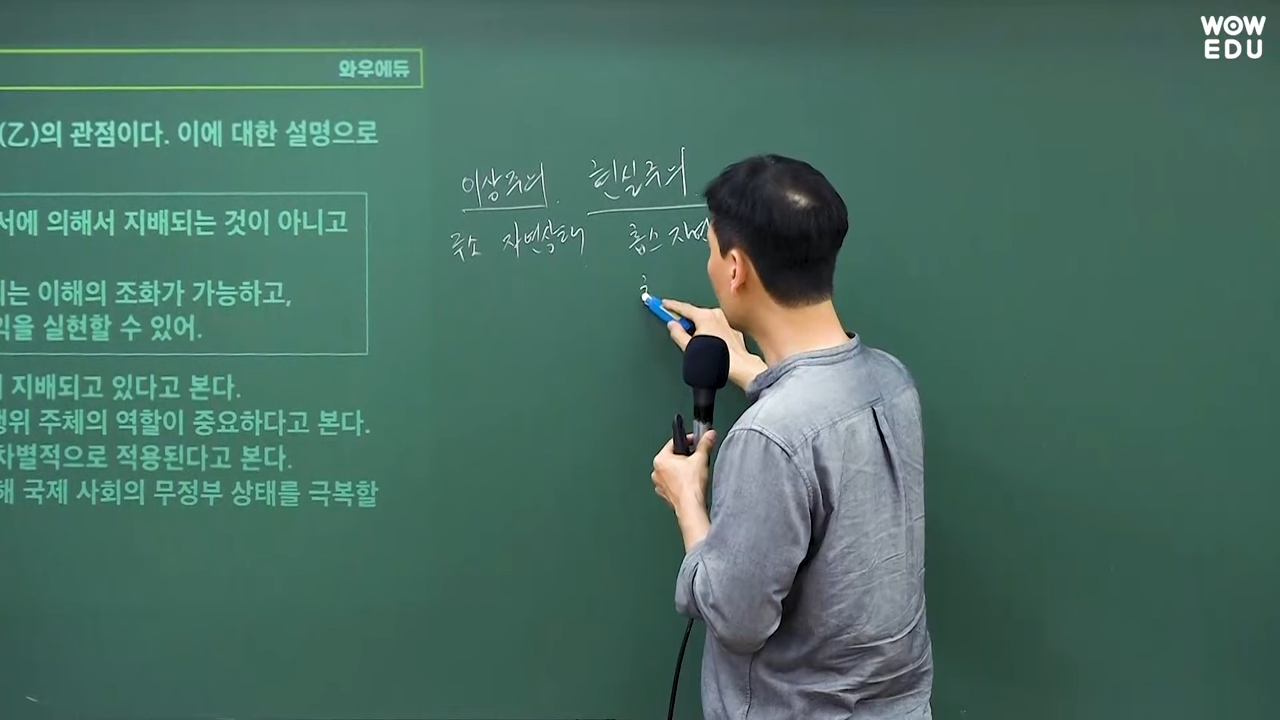 WOW
EDU
와우에듀
(乙)의 관점이다. 이에 대한 설명으로
서에 의해서 지배되는 것이 아니고
는 이해의 조화가 가능하고,
익을 실현할 수 있어.
지배되고 있다고 본다.
행위 주체의 역할이 중요하다고 본다.
차별적으로 적용된다고 본다.
해 국제 사회의 무정부 상태를 극복할
이상주의 현실주의
로소 자연상태 홉스 자연